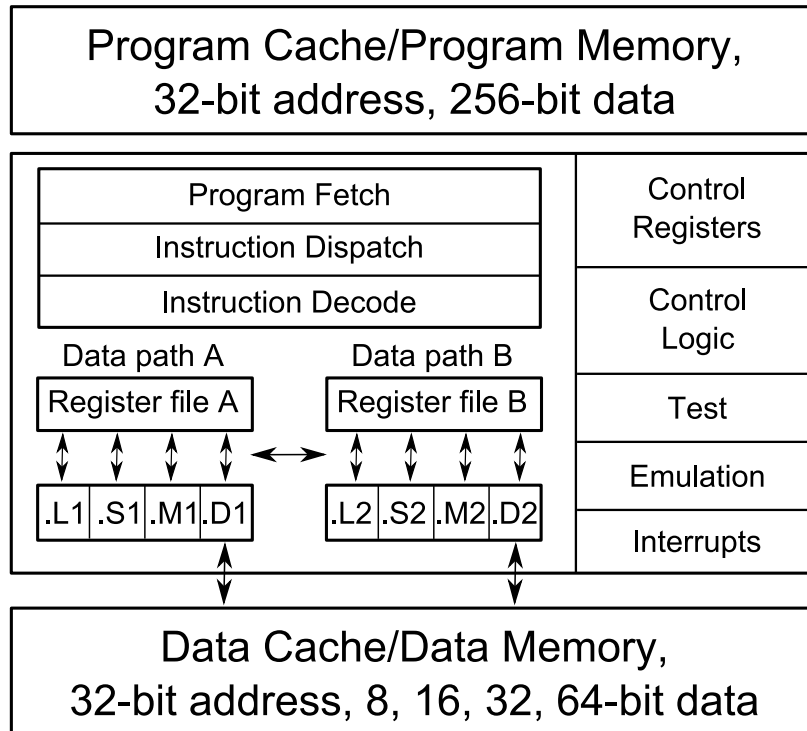 Program Cache/Program Memory,
32-bit address, 256-bit data
Program Fetch
Instruction Dispatch
Instruction Decode
Data path A
Register file A
.L1 .S1 .M1 .D1
Data path B
Register file B
.L2 .S2 .M2 .D2
Control
Registers
Control
Logic
Test
Emulation
Interrupts
Data Cache/Data Memory,
32-bit address, 8, 16, 32, 64-bit data